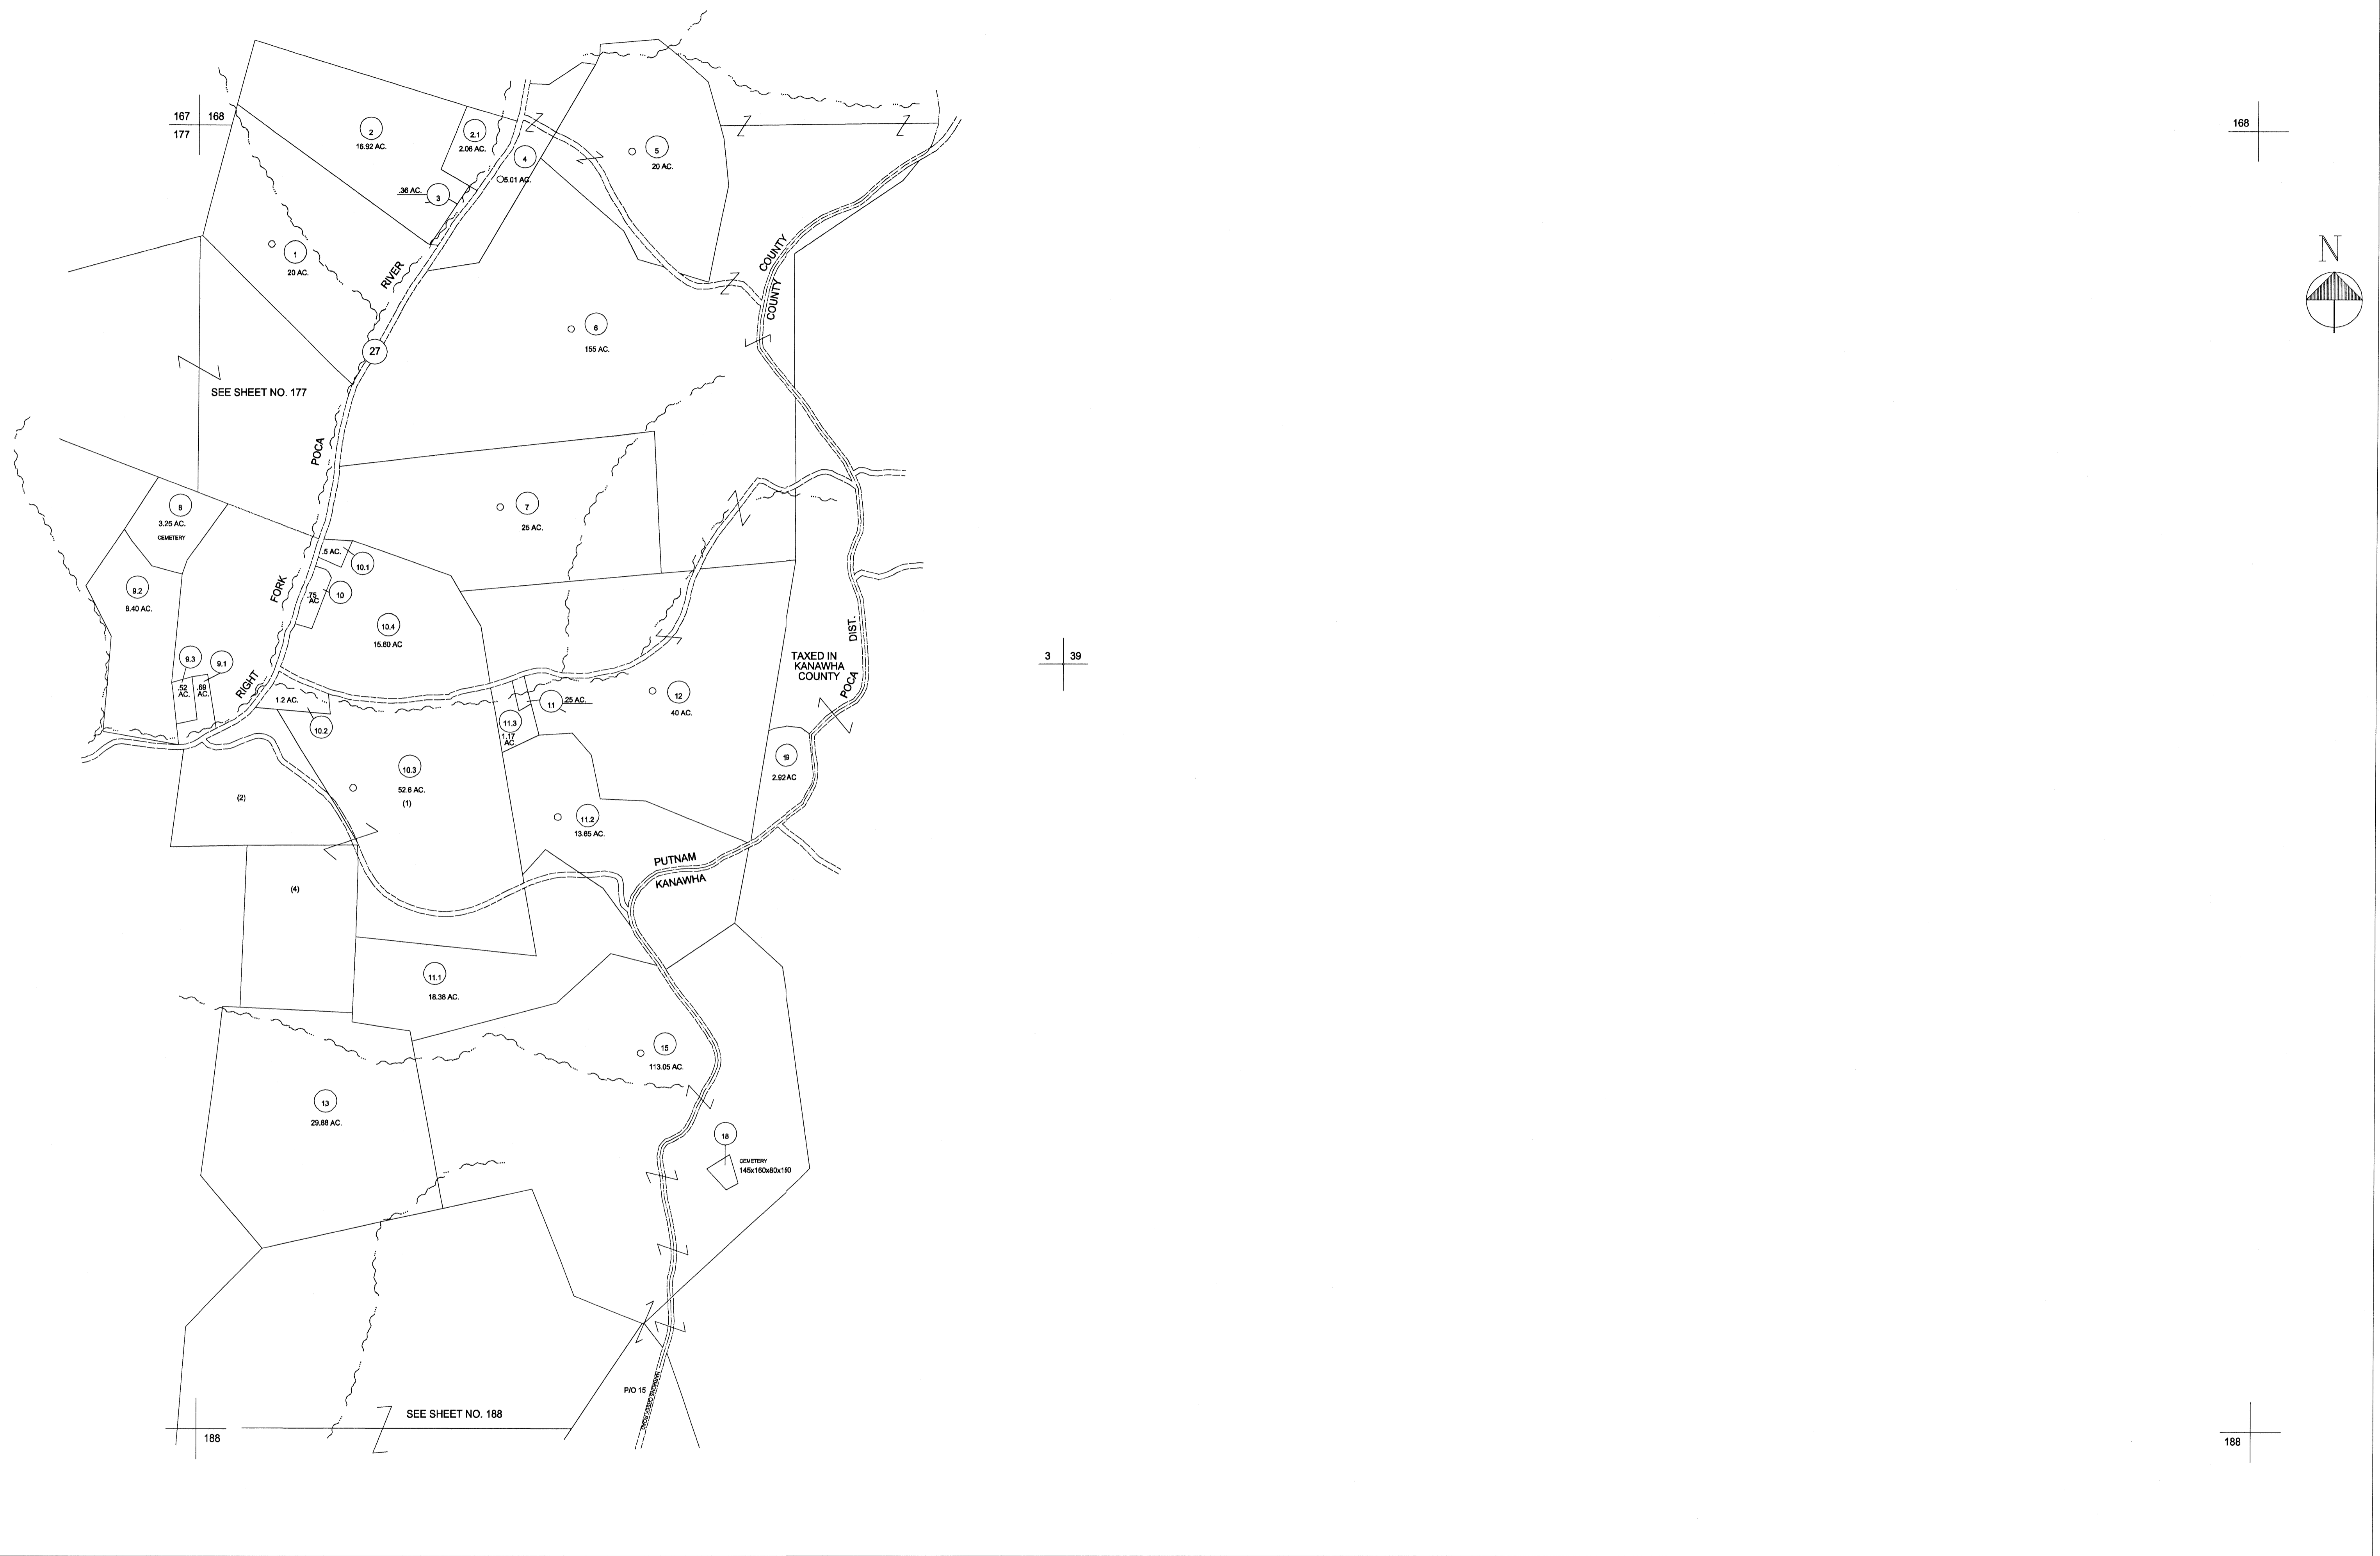 167 168
177
168
N
2
16.92 AC.
2.1
2.06 AC.
4
5.01 AC.
5
20 AC.
.36 AC.
3
1
20 AC.
RIVER
COUNTY
COUNTY
6
155 AC.
27
SEE SHEET NO. 177
POCA
7
25 AC.
8
3.25 AC.
CEMETERY
.5 AC.
10.1
FORK
9.2
8.40 AC.
.75
AC
10
10.4
15.60 AC
DIST.
POCA
TAXED IN
KANAWHA
COUNTY
3 39
9.3
9.1
.52
AC.
.69
AC.
RIGHT
1.2 AC.
10.2
11
.25 AC.
11.3
1.17
AC.
12
40 AC.
19
2.92 AC
10.3
52.6 AC.
(1)
(2)
11.2
13.65 AC.
PUTNAM
KANAWHA
(4)
11.1
18.38 AC.
15
113.05 AC.
13
29.88 AC.
18
CEMETERY
145x160x80x150
P/O 15
SEE SHEET NO. 188
188
188